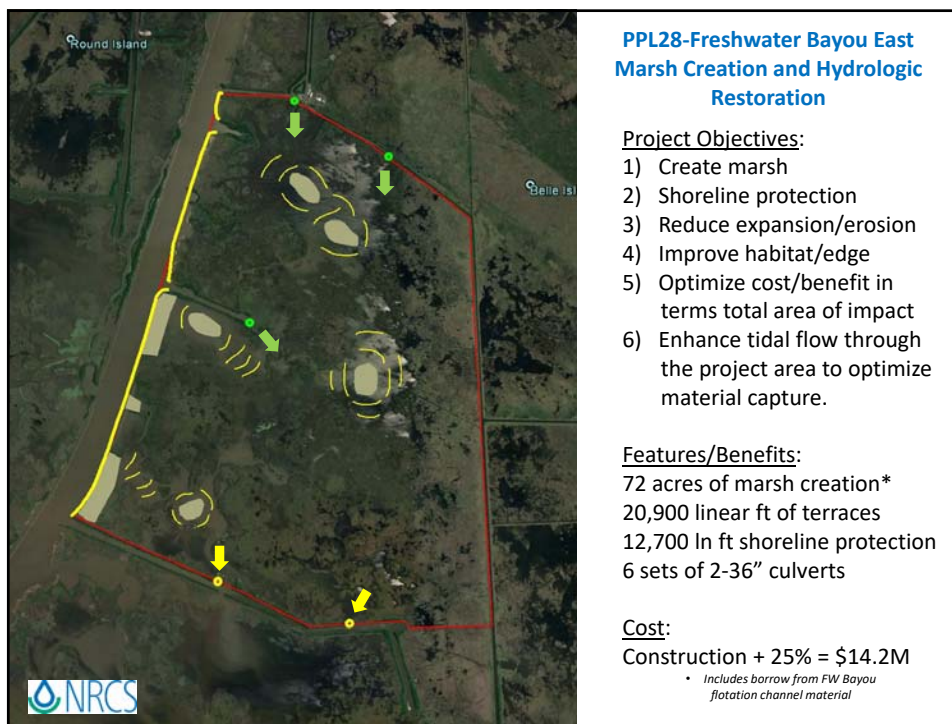 Round Island
Belle Isl
NRCS
PPL28-Freshwater Bayou East
Marsh Creation and Hydrologic
Restoration
Project Objectives:
1) Create marsh
2) Shoreline protection
3) Reduce expansion/erosion
4) Improve habitat/edge
5) Optimize cost/benefit in
terms total area of impact
6) Enhance tidal flow through
the project area to optimize
material capture.
Features/Benefits:
72 acres of marsh creation*
20,900 linear ft of terraces
12,700 ln ft shoreline protection
6 sets of 2-36” culverts
Cost:
Construction + 25% = $14.2M
• Includes borrow from FW Bayou
flotation channel material